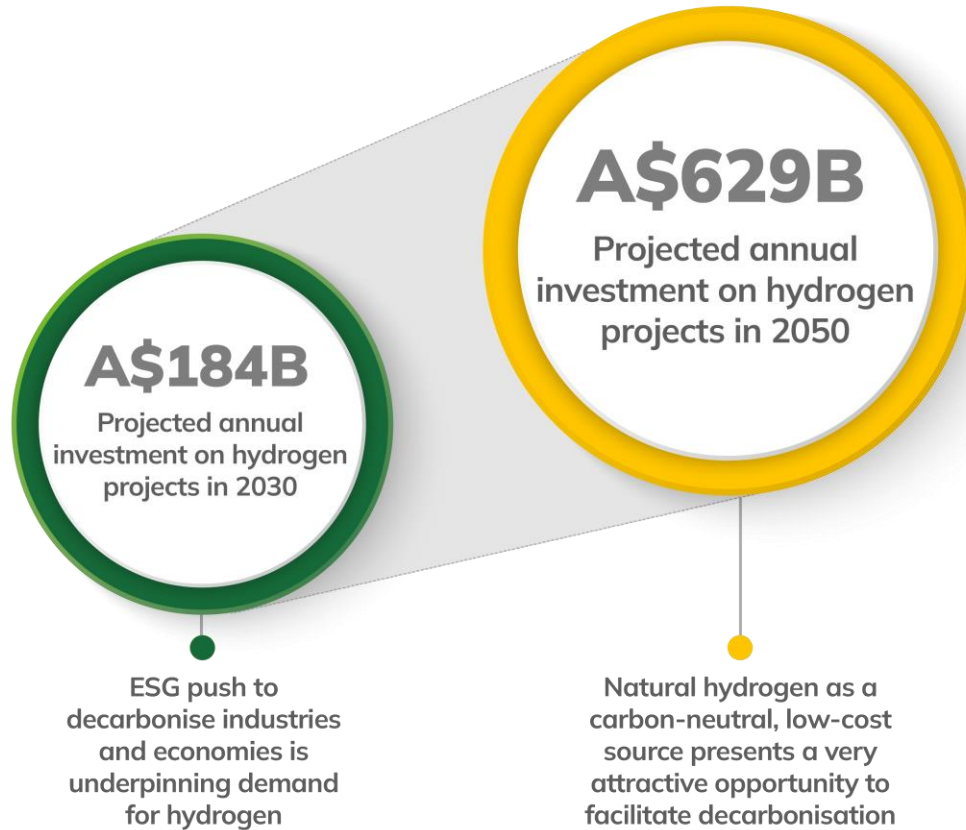 A$184B
Projected annual
investment on hydrogen
projects in 2030
ESG push to
decarbonise industries
and economies is
underpinning demand
for hydrogen
A$629B
Projected annual
investment on hydrogen
projects in 2050
Natural hydrogen as a
carbon-neutral, low-cost
source presents a very
attractive opportunity to
facilitate decarbonisation